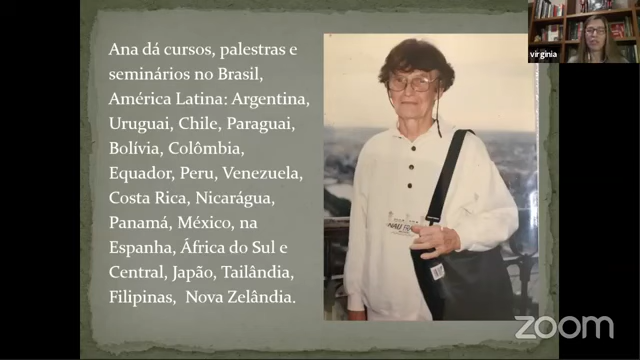 Ana dá cursos, palestras e
seminários no Brasil,
América Latina: Argentina,
Uruguai, Chile, Paraguai,
Bolívia, Colômbia,
Equador, Peru, Venezuela,
Costa Rica, Nicarágua,
Panamá, México, na
Espanha, África do Sul e
Central, Japão, Tailândia,
Filipinas, Nova Zelândia.
virginia
zoom